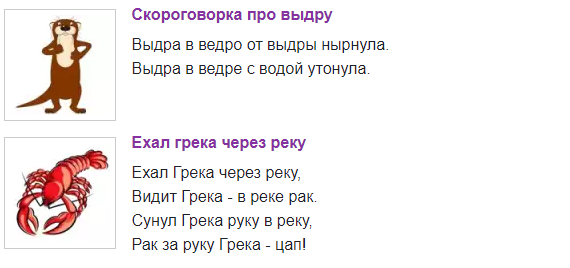 Скороговорка про выдру
Выдра в ведро от выдры нырнула.
Выдра в ведре с водой утонула.
Ехал грека через реку
Ехал Грека через реку,
Видит Грека - в реке рак.
Сунул Грека руку в реку,
Рак за руку Грека - цап!